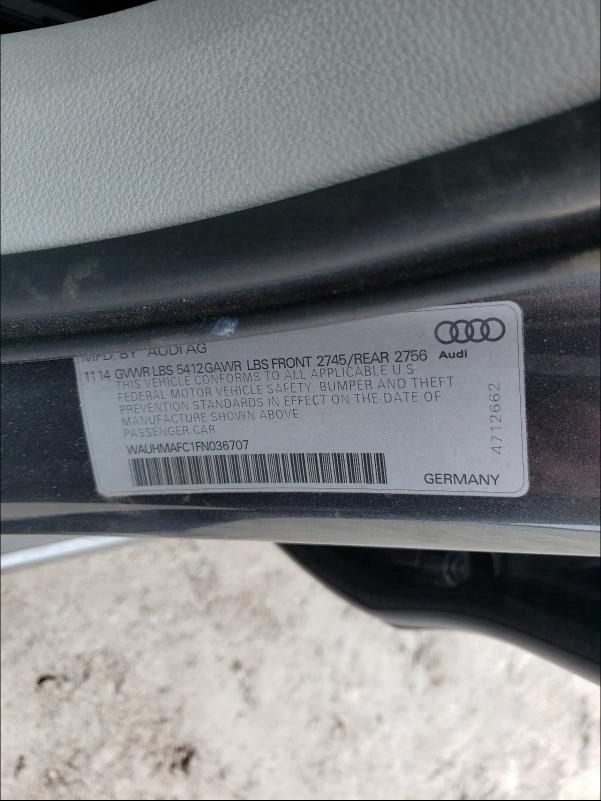 MFD. BY AUDI AG
11 14 GVWR LBS 5412 GAWR LBS FRONT 2745/REAR 2756
THIS VEHICLE CONFORMS TO ALL APPLICABLE U S
FEDERAL MOTOR VEHICLE SAFETY, BUMPER AND THEFT
PREVENTION STANDARDS IN EFFECT ON THE DATE OF
MANUFACTURE SHOWN ABOVE
PASSENGER CAR
WAUHMAFC1FN036707
Audi
4712662
GERMANY